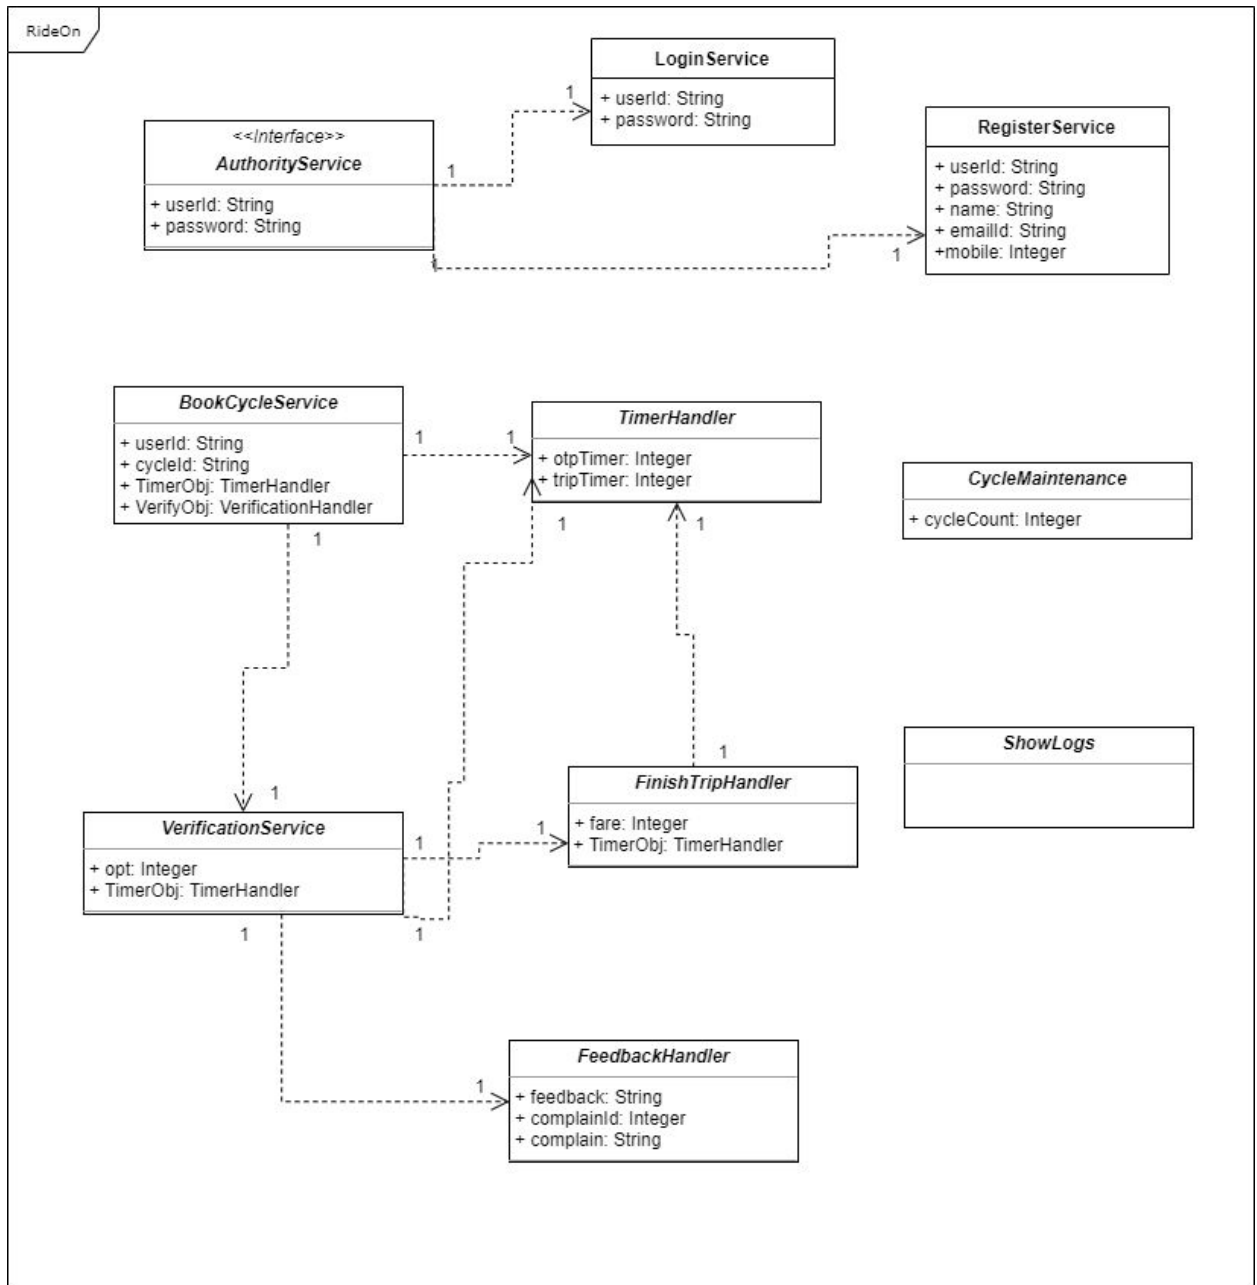 RideOn
LoginService
+ userId: String
+ password: String
1
1
<<Interface>>
AuthorityService
+ userId: String
+ password: String
1
1
RegisterService
+ userId: String
+ password: String
+ name: String
+ emailId: String
+mobile: Integer
BookCycleService
+ userId: String
+ cycleId: String
+ TimerObj: TimerHandler
+ VerifyObj: VerificationHandler
1
1
1
TimerHandler
+ otpTimer: Integer
+ tripTimer: Integer
1
1
CycleMaintenance
+ cycleCount: Integer
ShowLogs
1
FinishTripHandler
+ fare: Integer
+ TimerObj: TimerHandler
1
VerificationService
+ opt: Integer
+ TimerObj: TimerHandler
1
1
1
1
FeedbackHandler
+ feedback: String
+ complainId: Integer
+ complain: String
1